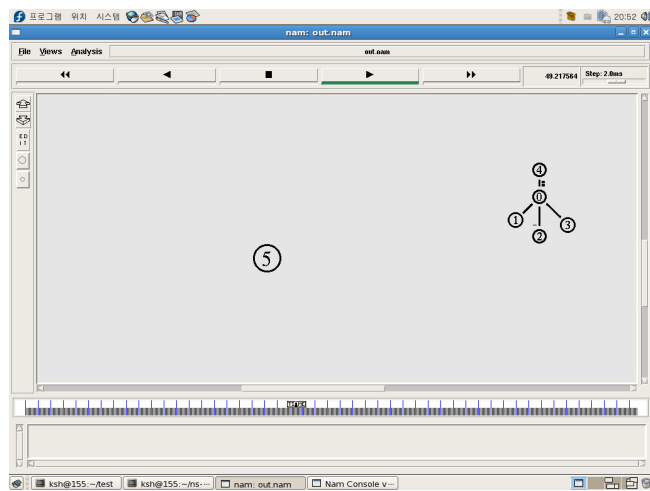 프로그램 위치 시스템 20:52
nam: out.nam
File Views Analysis out.nam
49.217564 Step: 2.0ms
ED
IT
4
0
1
3
2
5
TIME
ksh@155:~/test ksh@155:~/ns-··· nam: out.nam Nam Console v···